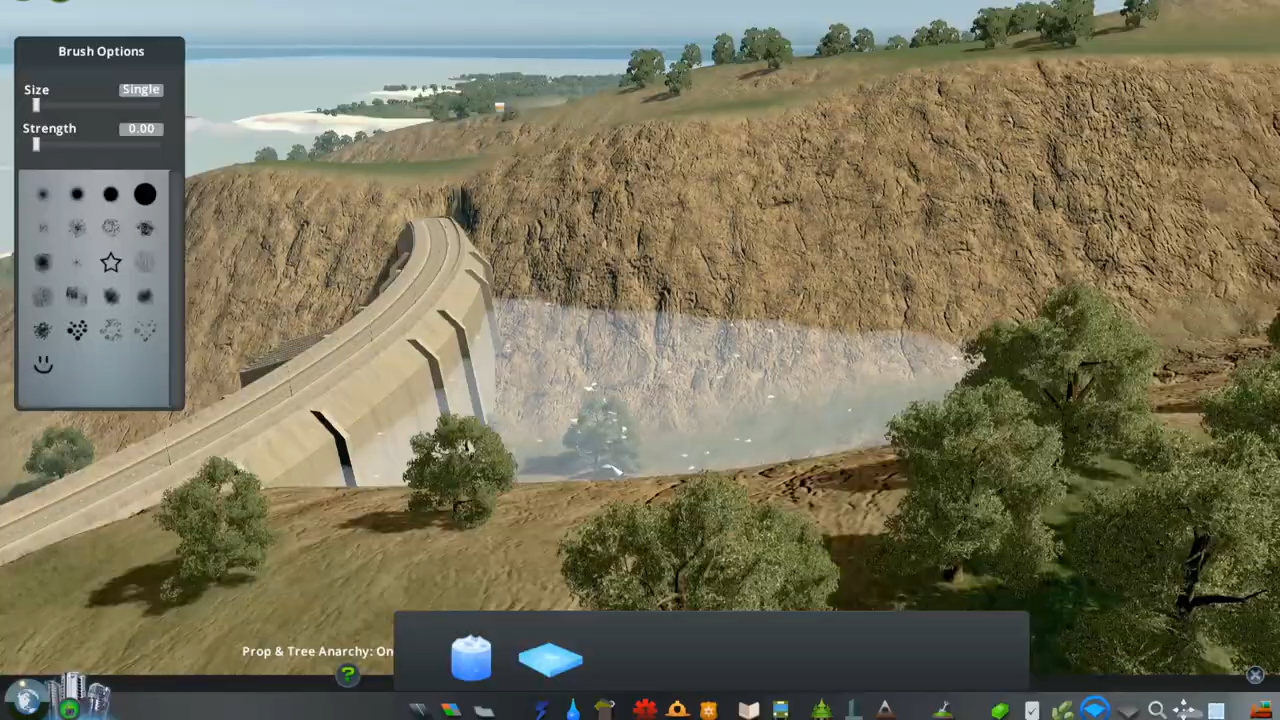 Brush Options
Size Single
Strength 0.00
Prop & Tree Anarchy: On
?